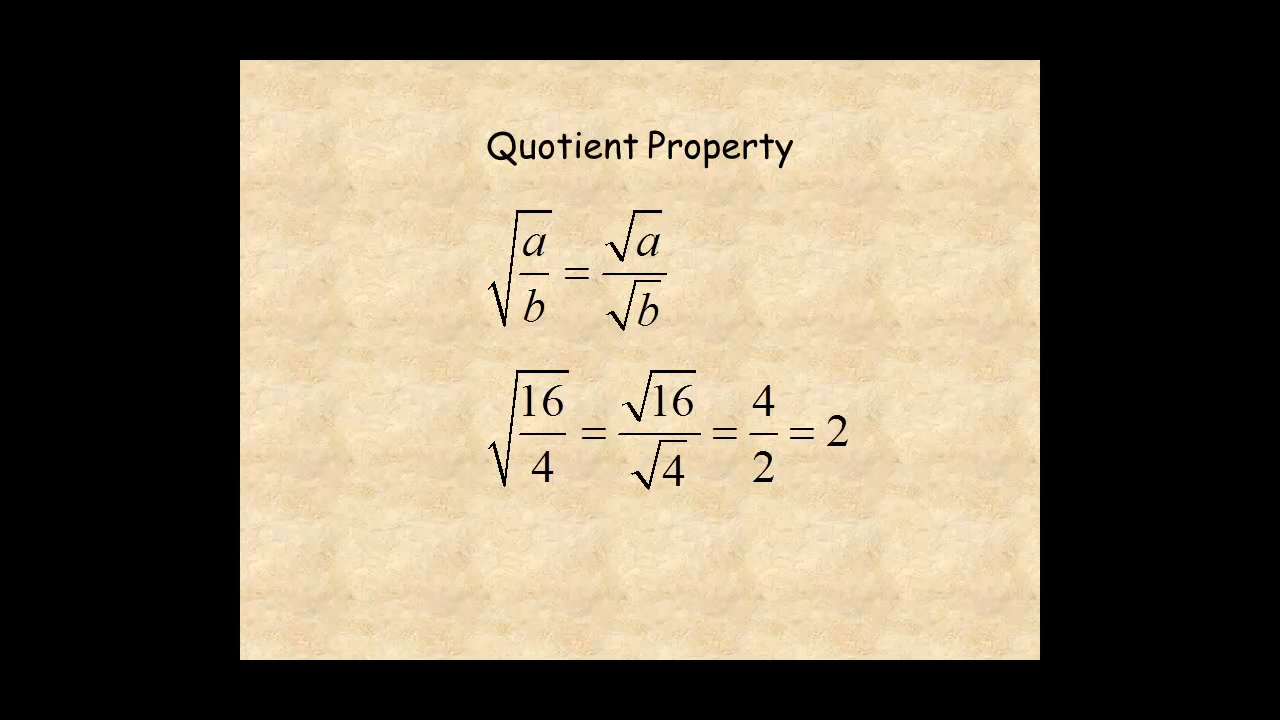 Quotient Property
√(a/b) = √a/√b
√(16/4) = √16/√4 = 4/2 = 2